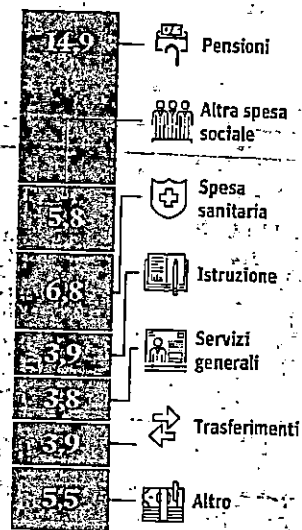 14,9
Pensioni
Altra spesa
sociale
5,8
Spesa
sanitaria
6,8
Istruzione
3,9
Servizi
generali
3,8
Trasferimenti
3,9
5,5
Altro